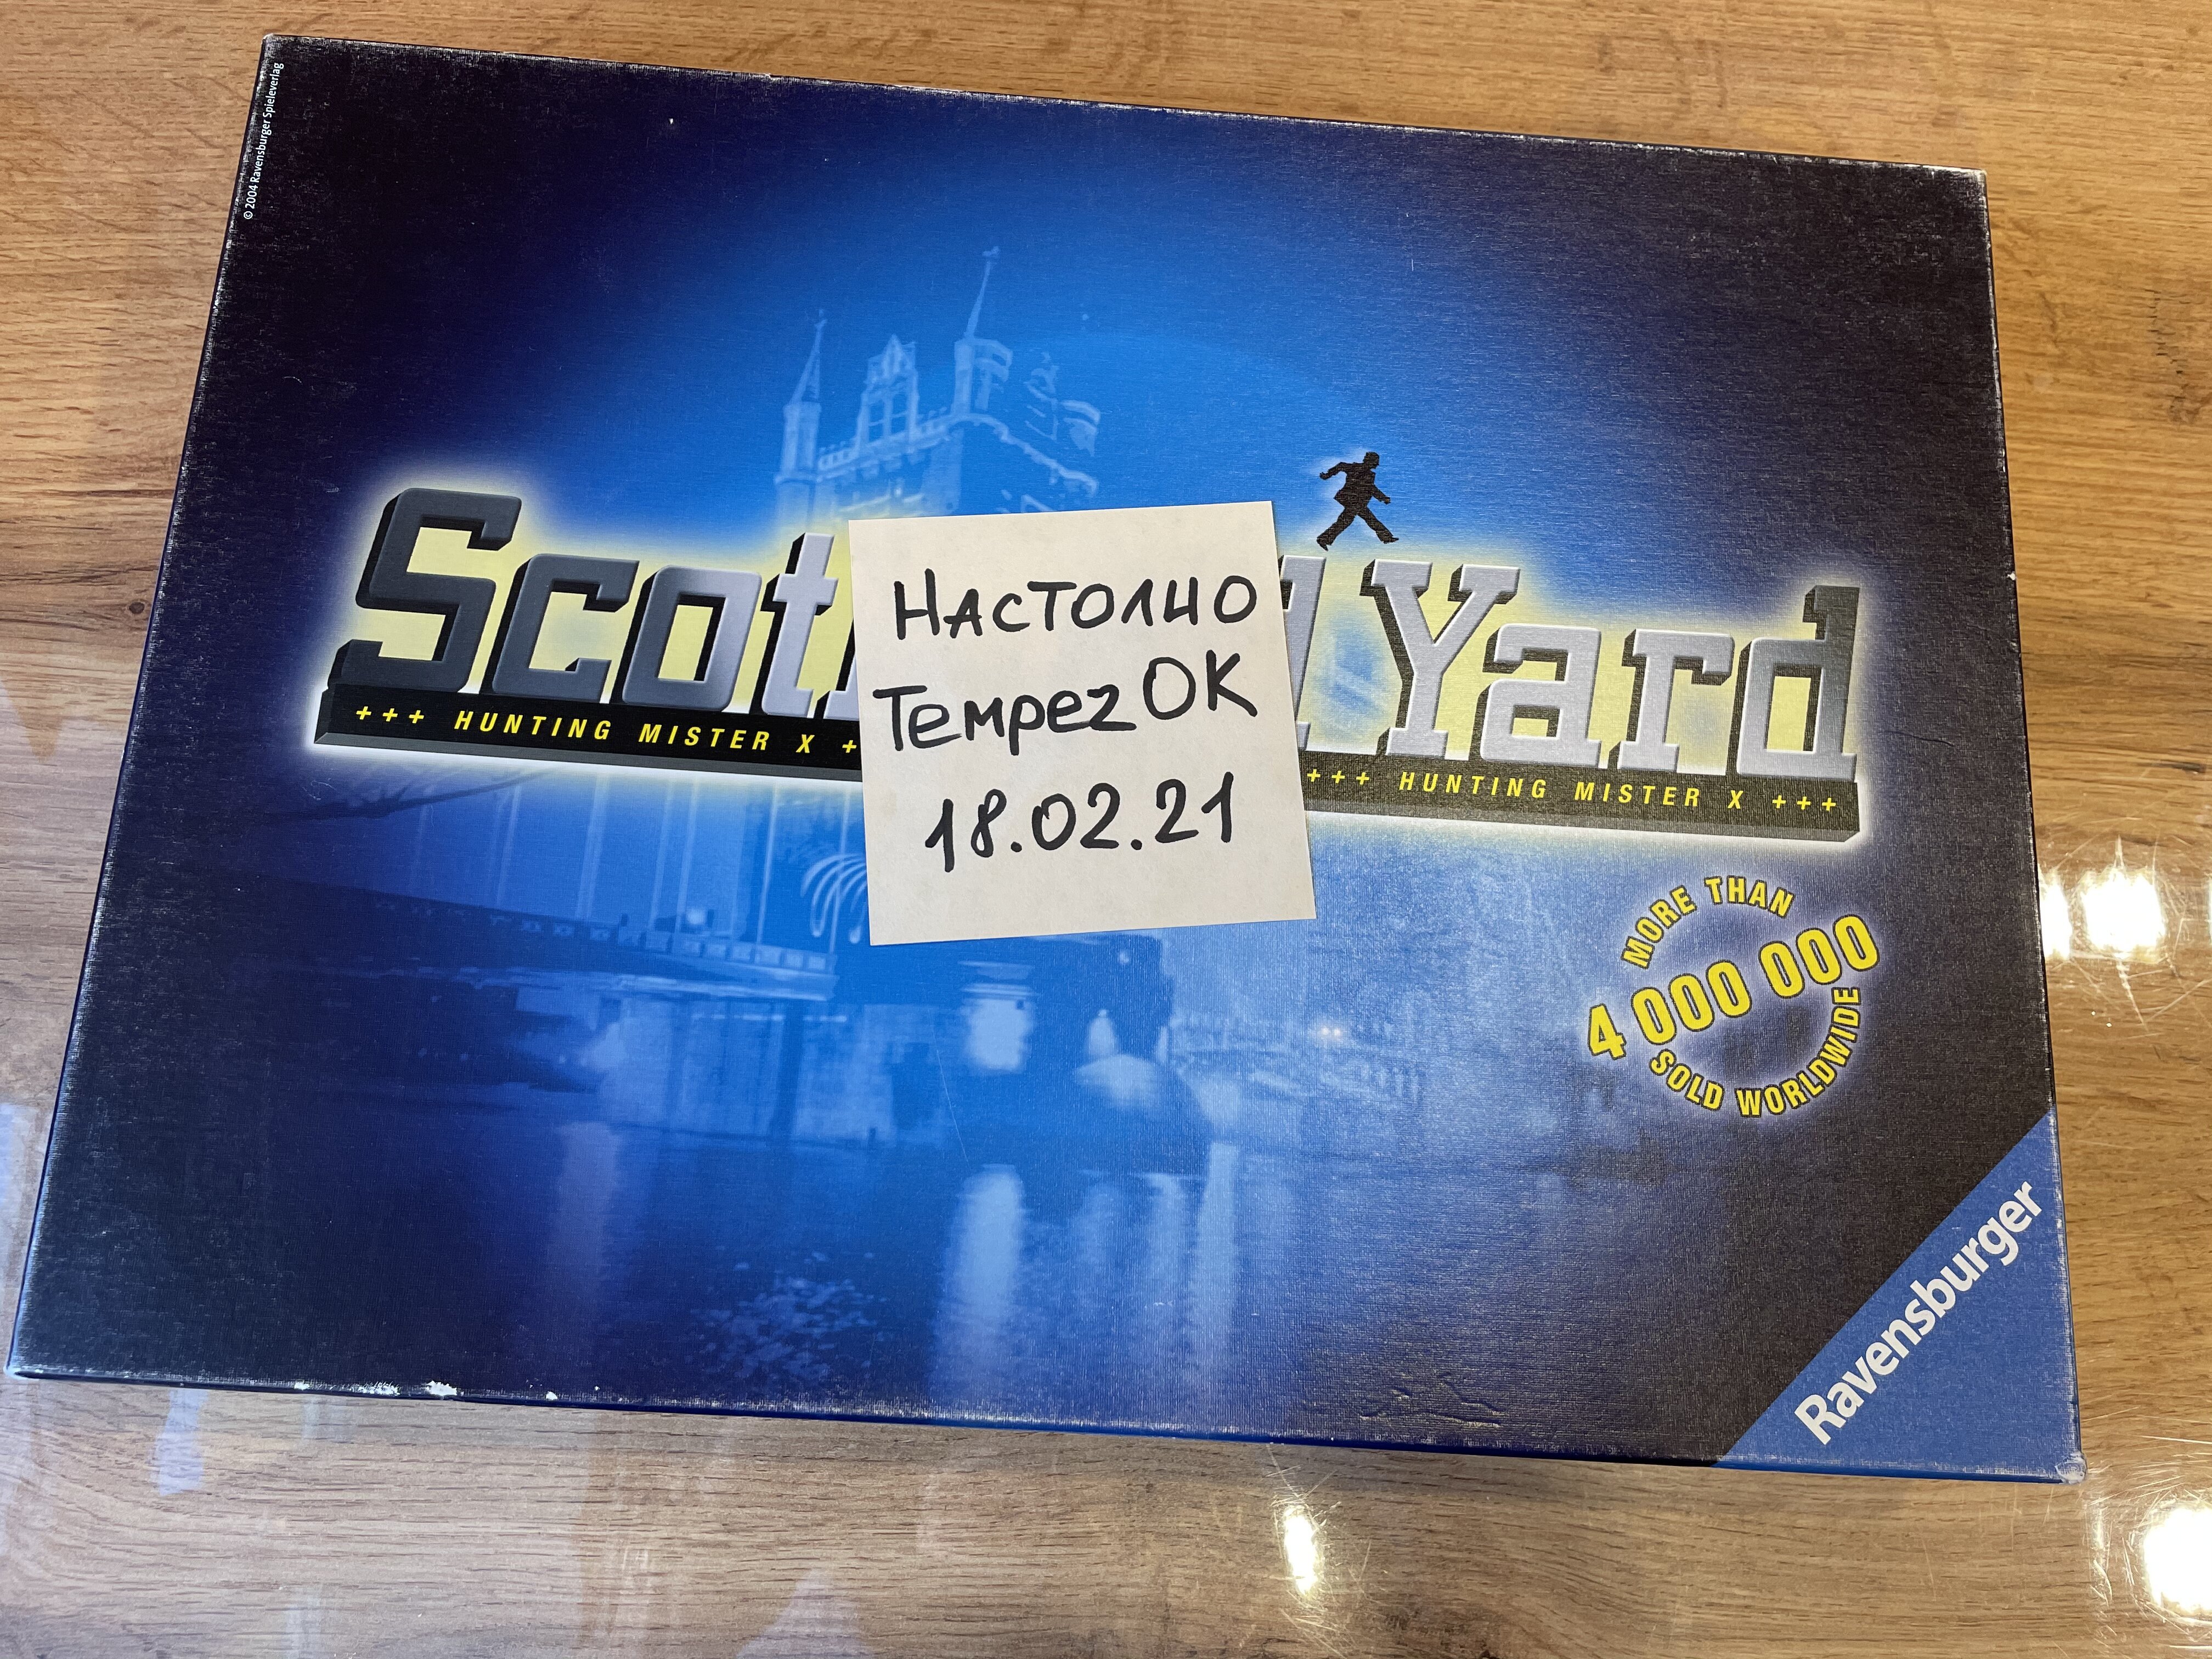 © 2004 Ravensburger Spieleverlag
Scot d Yard
+++ HUNTING MISTER X +
+++ HUNTING MISTER X +++
НАСТОЛИО
TempezOK
18.02.21
MORE THAN
4 000 000
SOLD WORLDWIDE
Ravensburger